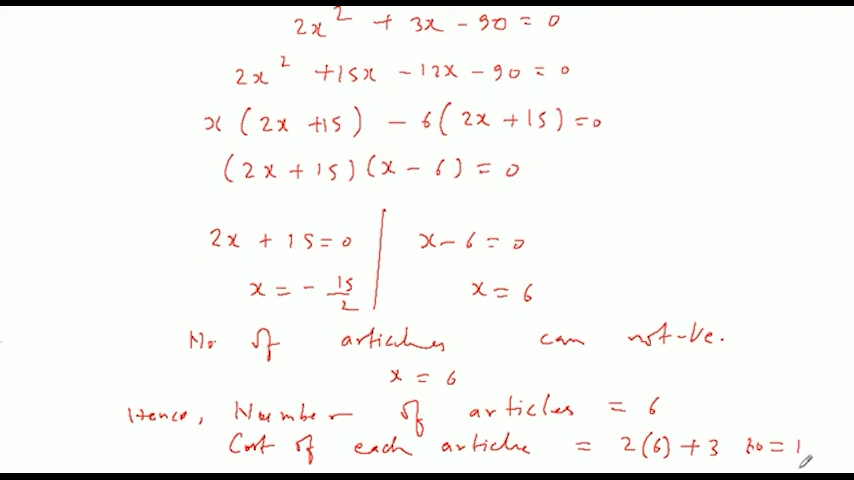 2x² + 3x - 90 = 0
2x² + 15x - 12x - 90 = 0
x(2x + 15) - 6(2x + 15) = 0
(2x + 15)(x - 6) = 0
2x + 15 = 0 | x - 6 = 0
x = - 15/2 | x = 6
No of articles can not -Ve.
x = 6
Hence, Number of articles = 6
Cost of each article = 2(6) + 3 = 1